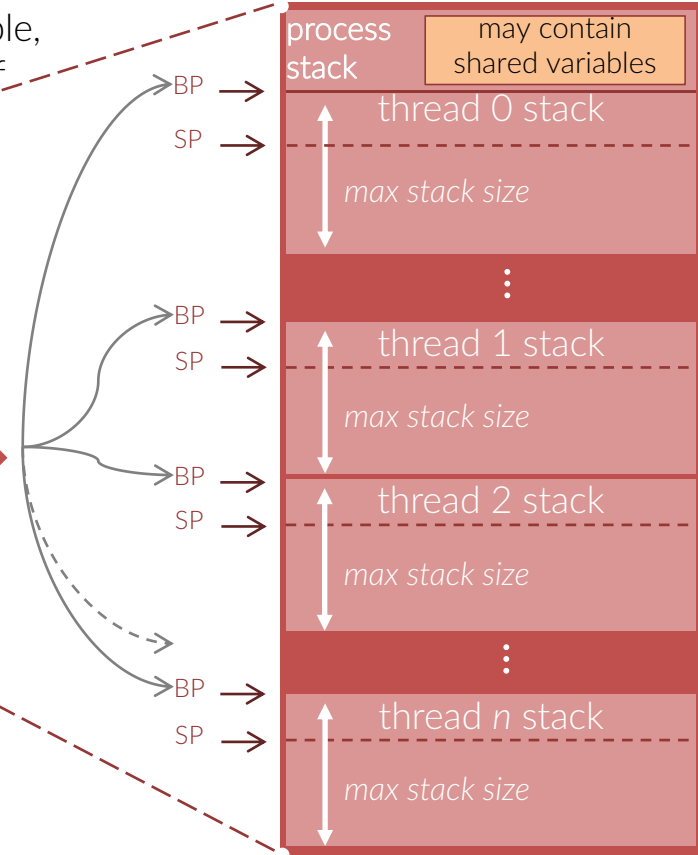 process
stack
may contain
shared variables
BP
thread 0 stack
SP
max stack size
BP
thread 1 stack
SP
max stack size
BP
thread 2 stack
SP
max stack size
BP
thread n stack
SP
max stack size